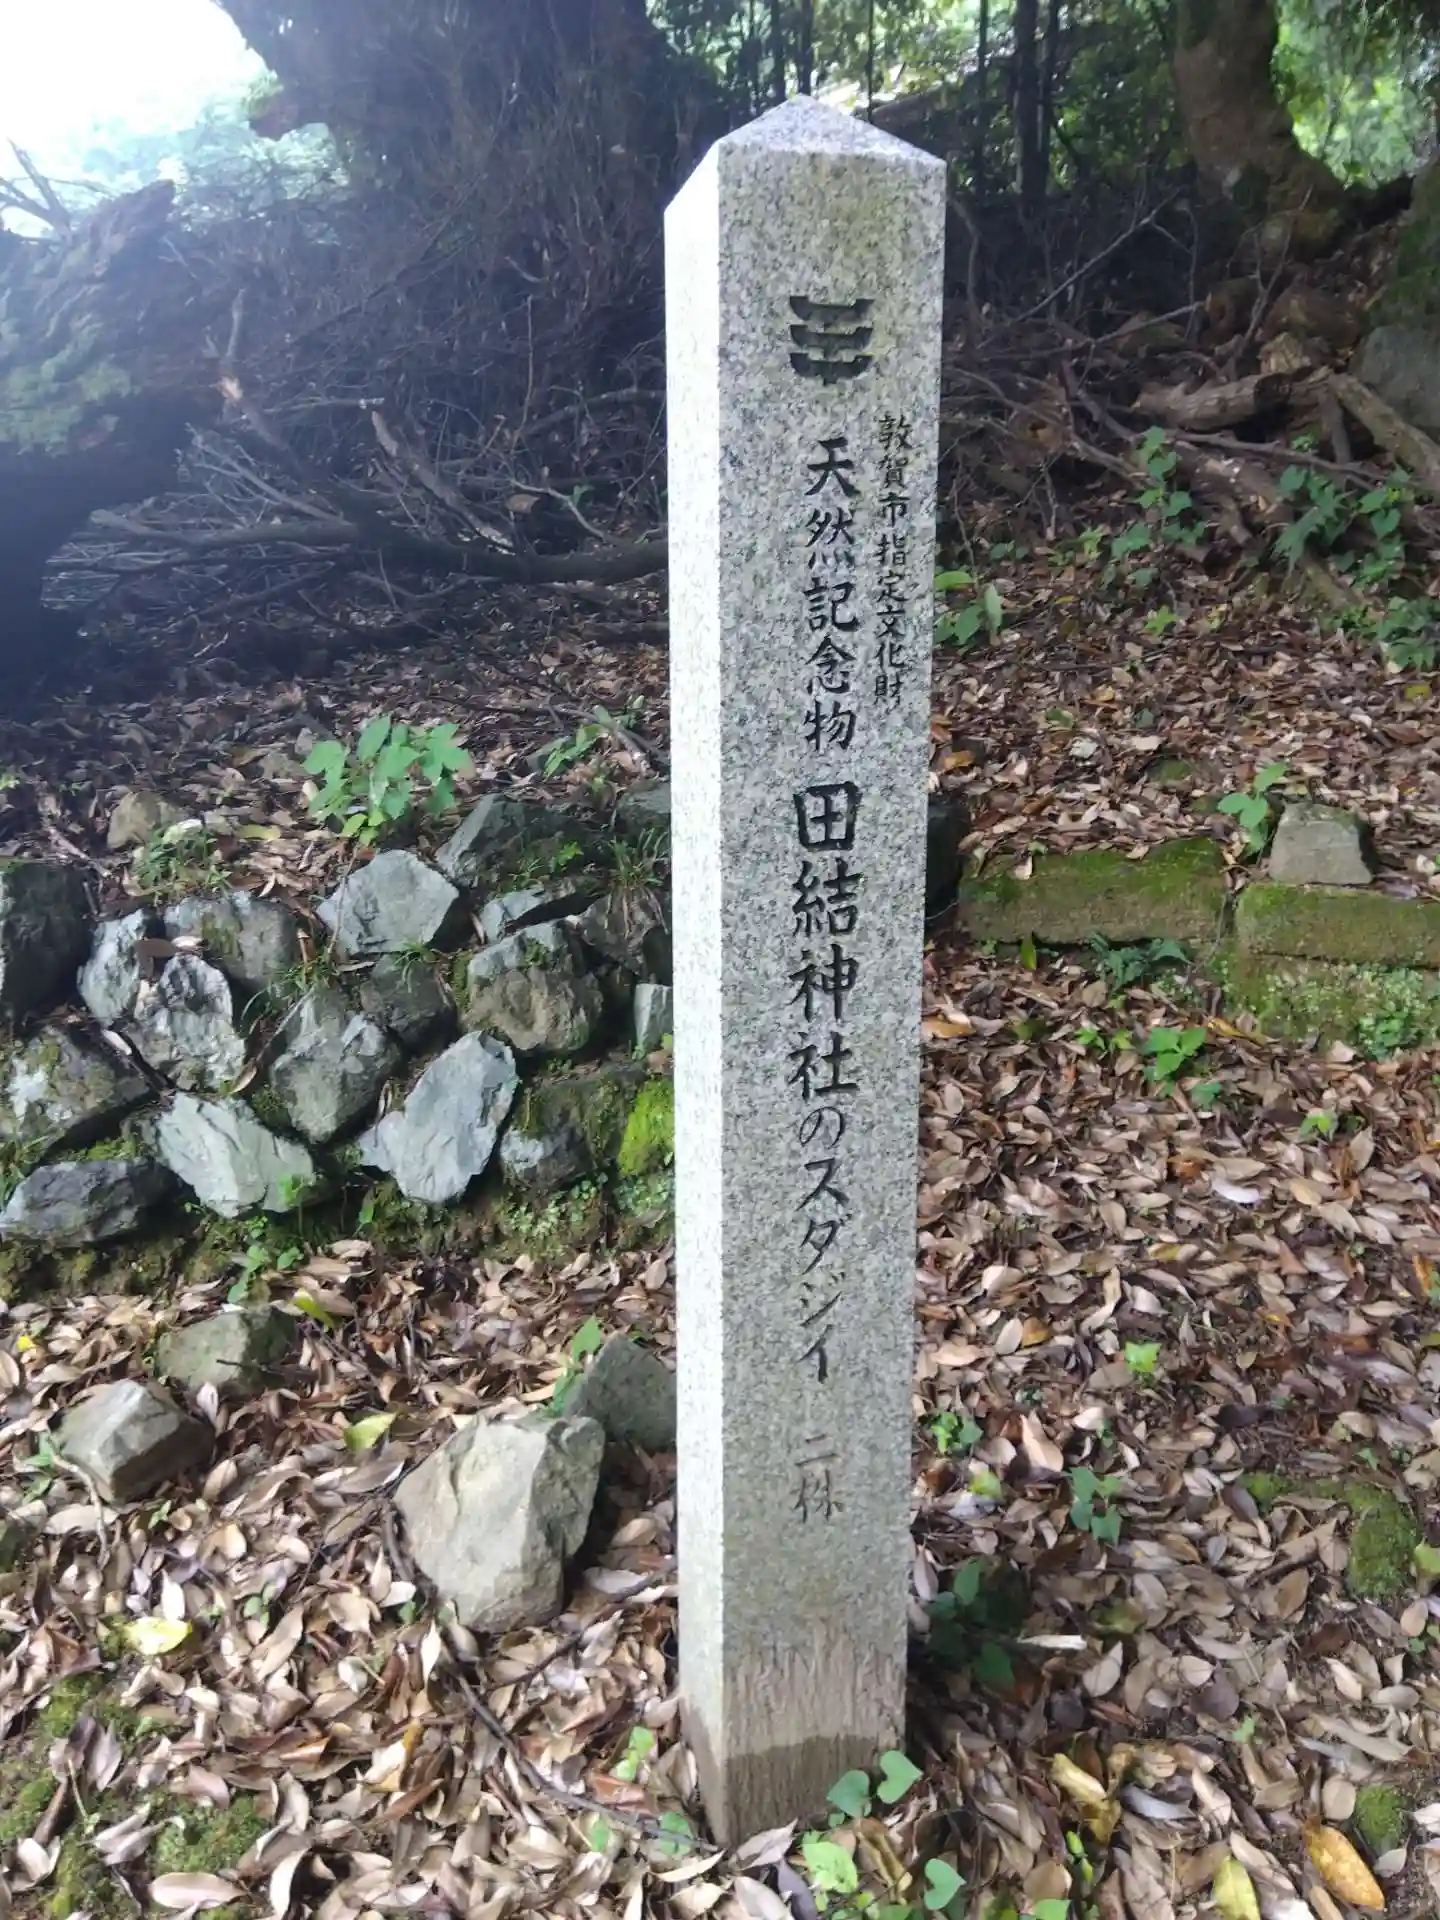 敦賀市指定文化財
天然記念物 田結神社のスダジイ 二株